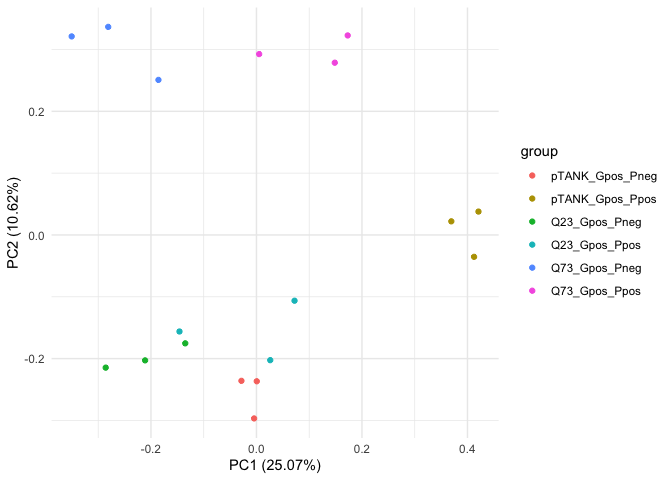 0.2
0.0
-0.2
PC2 (10.62%)
-0.2
0.0
0.2
0.4
PC1 (25.07%)
group
pTANK_Gpos_Pneg
pTANK_Gpos_Ppos
Q23_Gpos_Pneg
Q23_Gpos_Ppos
Q73_Gpos_Pneg
Q73_Gpos_Ppos